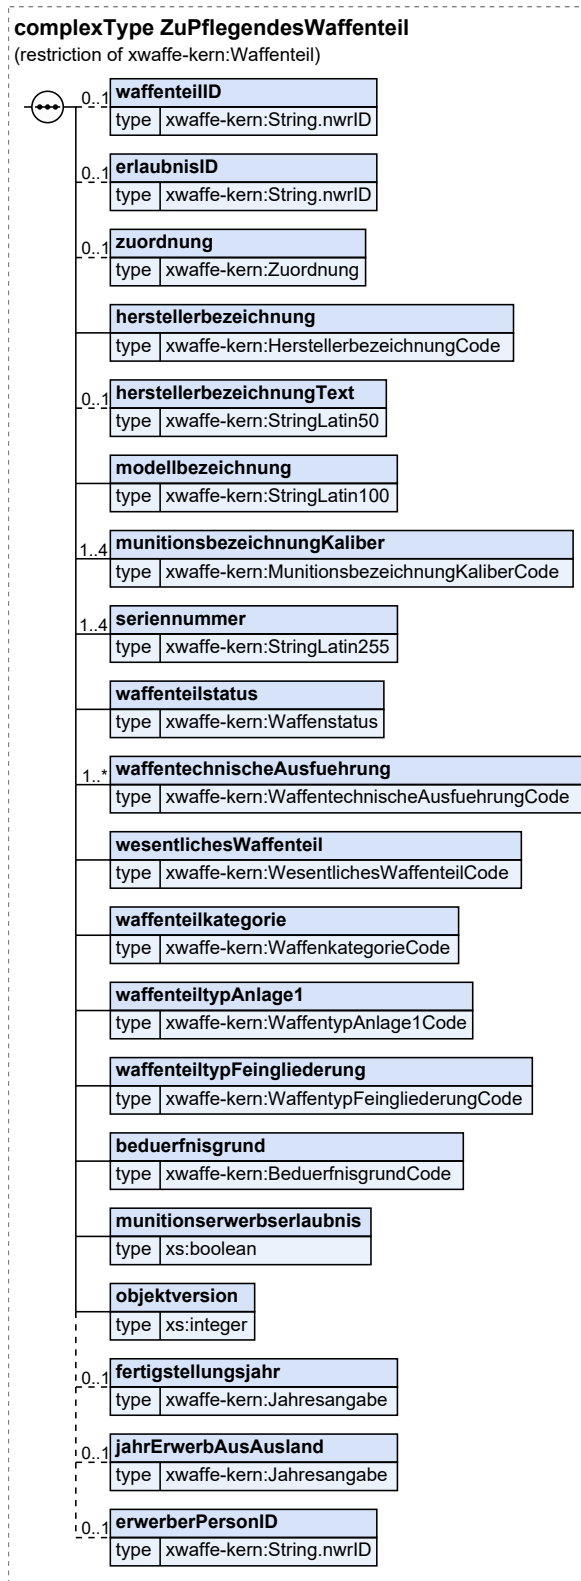 complexType ZuPflegendesWaffenteil
(restriction of xwaffe-kern:Waffenteil)
0..1 waffenteilID
type xwaffe-kern:String.nwrID
0..1 erlaubnisID
type xwaffe-kern:String.nwrID
0..1 zuordnung
type xwaffe-kern:Zuordnung
herstellerbezeichnung
type xwaffe-kern:HerstellerbezeichnungCode
0..1 herstellerbezeichnungText
type xwaffe-kern:StringLatin50
modellbezeichnung
type xwaffe-kern:StringLatin100
1..4 munitionsbezeichnungKaliber
type xwaffe-kern:MunitionsbezeichnungKaliberCode
1..4 seriennummer
type xwaffe-kern:StringLatin255
waffenteilstatus
type xwaffe-kern:Waffenstatus
1..* waffentechnischeAusfuehrung
type xwaffe-kern:WaffentechnischeAusfuehrungCode
wesentlichesWaffenteil
type xwaffe-kern:WesentlichesWaffenteilCode
waffenteilkategorie
type xwaffe-kern:WaffenkategorieCode
waffenteiltypAnlage1
type xwaffe-kern:WaffentypAnlage1Code
waffenteiltypFeingliederung
type xwaffe-kern:WaffentypFeingliederungCode
beduerfnisgrund
type xwaffe-kern:BeduerfnisgrundCode
munitionserwerbserlaubnis
type xs:boolean
objektversion
type xs:integer
0..1 fertigstellungsjahr
type xwaffe-kern:Jahresangabe
0..1 jahrErwerbAusAusland
type xwaffe-kern:Jahresangabe
0..1 erwerberPersonID
type xwaffe-kern:String.nwrID